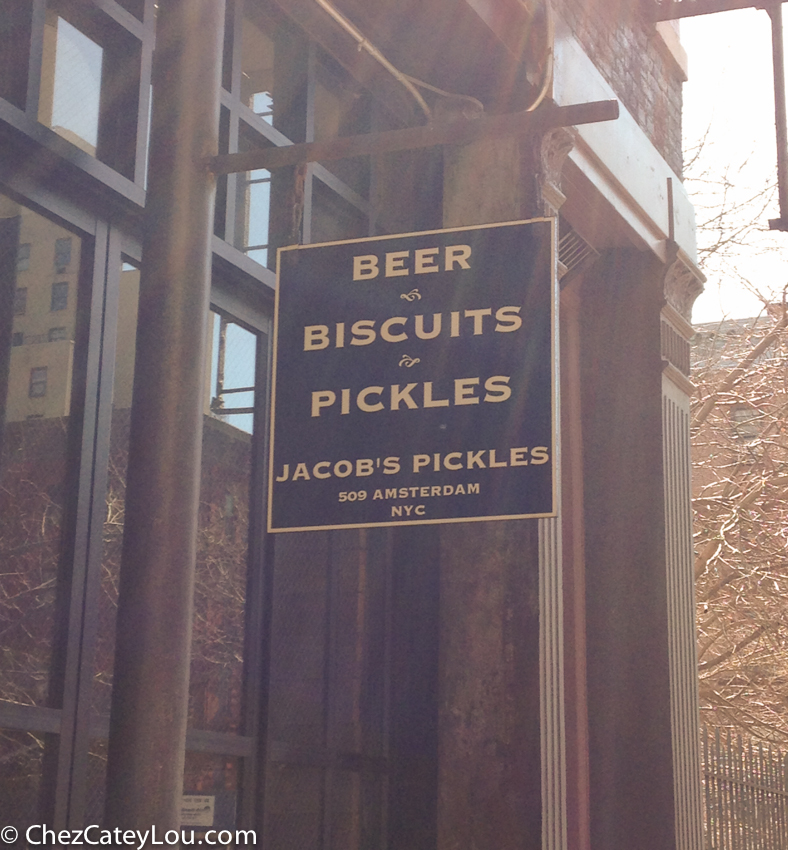 BEER
BISCUITS
PICKLES
JACOB'S PICKLES
509 AMSTERDAM
NYC
© ChezCateyLou.com